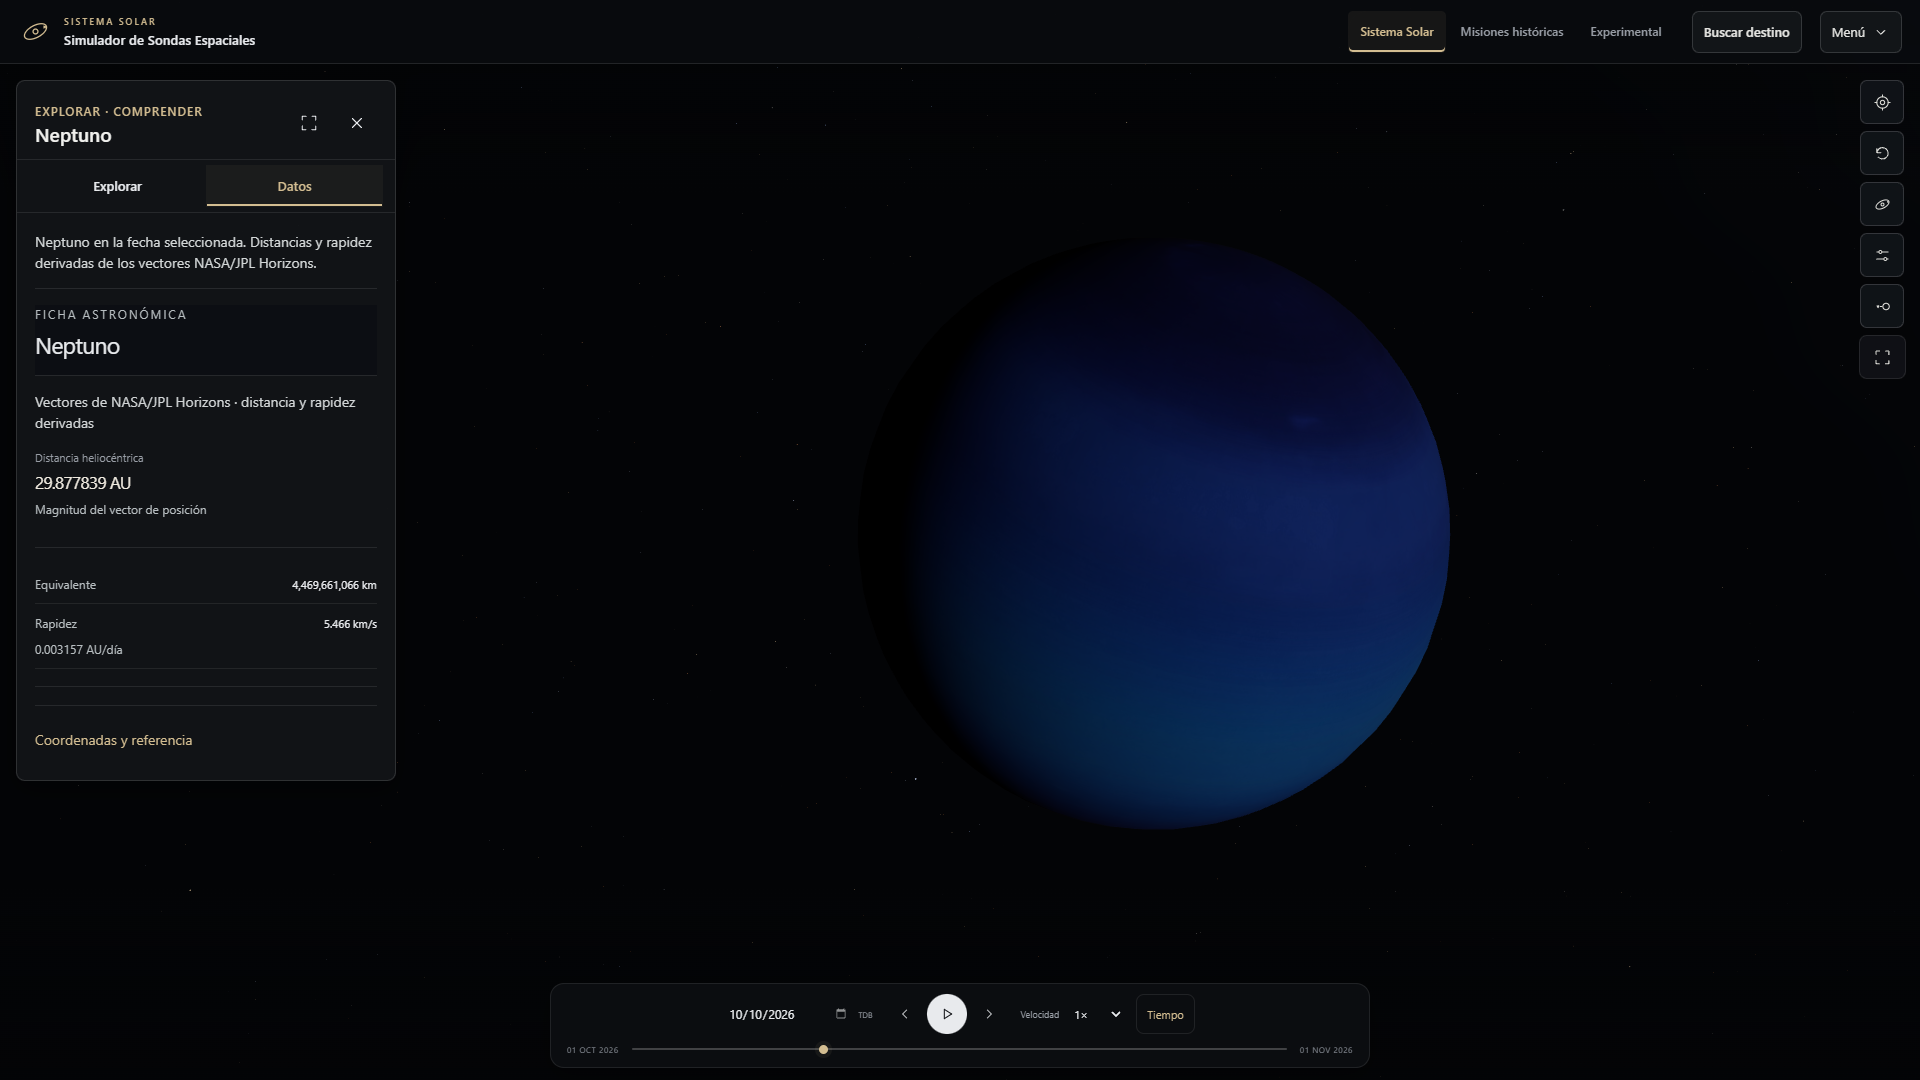 SISTEMA SOLAR
Simulador de Sondas Espaciales
Sistema Solar
Misiones históricas
Experimental
Buscar destino
Menú
EXPLORAR · COMPRENDER
Neptuno
Explorar
Datos
Neptuno en la fecha seleccionada. Distancias y rapidez
derivadas de los vectores NASA/JPL Horizons.
FICHA ASTRONÓMICA
Neptuno
Vectores de NASA/JPL Horizons · distancia y rapidez
derivadas
Distancia heliocéntrica
29.877839 AU
Magnitud del vector de posición
Equivalente
4,469,661,066 km
Rapidez
5.466 km/s
0.003157 AU/día
Coordenadas y referencia
10/10/2026
TDB
Velocidad
1×
Tiempo
01 OCT 2026
01 NOV 2026